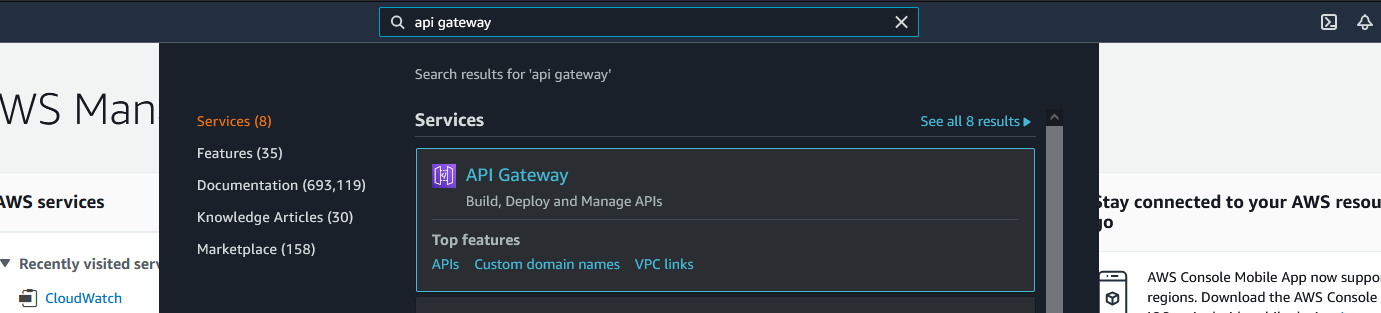 api gateway
WS Man
Search results for 'api gateway'
Services (8)
Features (35)
Documentation (693,119)
Knowledge Articles (30)
Marketplace (158)
Services
See all 8 results
API Gateway
Build, Deploy and Manage APIs
Top features
APIs Custom domain names VPC links
AWS services
Recently visited serv
CloudWatch
Stay connected to your AWS resou
go
AWS Console Mobile App now suppo
regions. Download the AWS Console